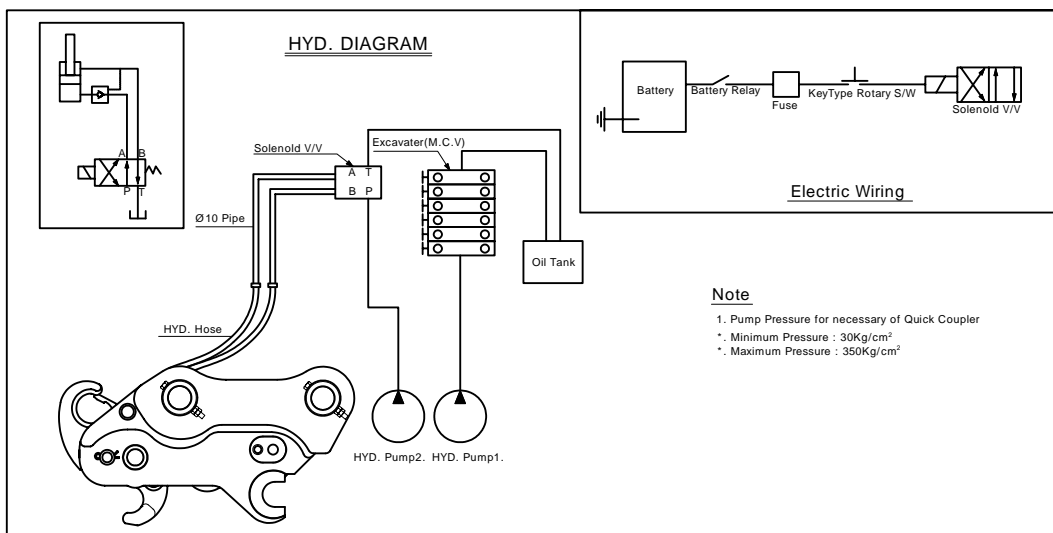 HYD. DIAGRAM
A B
P T
Solenold V/V
A T
B P
Excavater(M.C.V)
Ø10 Pipe
HYD. Hose
Oil Tank
HYD. Pump2. HYD. Pump1.
Battery
Battery Relay
Fuse
KeyType Rotary S/W
Solenold V/V
Electric Wiring
Note
1. Pump Pressure for necessary of Quick Coupler
*. Minimum Pressure : 30Kg/cm²
*. Maximum Pressure : 350Kg/cm²